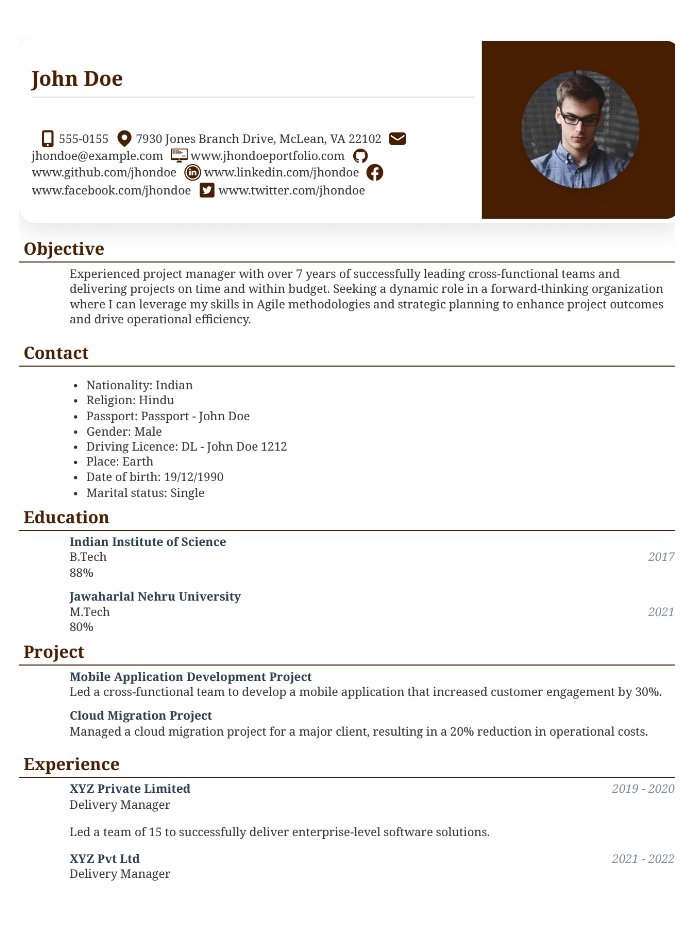 John Doe
555-0155 7930 Jones Branch Drive, McLean, VA 22102
jhondoe@example.com www.jhondoeportfolio.com
www.github.com/jhondoe www.linkedin.com/jhondoe
www.facebook.com/jhondoe www.twitter.com/jhondoe
Objective
Experienced project manager with over 7 years of successfully leading cross-functional teams and
delivering projects on time and within budget. Seeking a dynamic role in a forward-thinking organization
where I can leverage my skills in Agile methodologies and strategic planning to enhance project outcomes
and drive operational efficiency.
Contact
• Nationality: Indian
• Religion: Hindu
• Passport: Passport - John Doe
• Gender: Male
• Driving Licence: DL - John Doe 1212
• Place: Earth
• Date of birth: 19/12/1990
• Marital status: Single
Education
Indian Institute of Science
B.Tech 2017
88%
Jawaharlal Nehru University
M.Tech 2021
80%
Project
Mobile Application Development Project
Led a cross-functional team to develop a mobile application that increased customer engagement by 30%.
Cloud Migration Project
Managed a cloud migration project for a major client, resulting in a 20% reduction in operational costs.
Experience
XYZ Private Limited 2019 - 2020
Delivery Manager
Led a team of 15 to successfully deliver enterprise-level software solutions.
XYZ Pvt Ltd 2021 - 2022
Delivery Manager